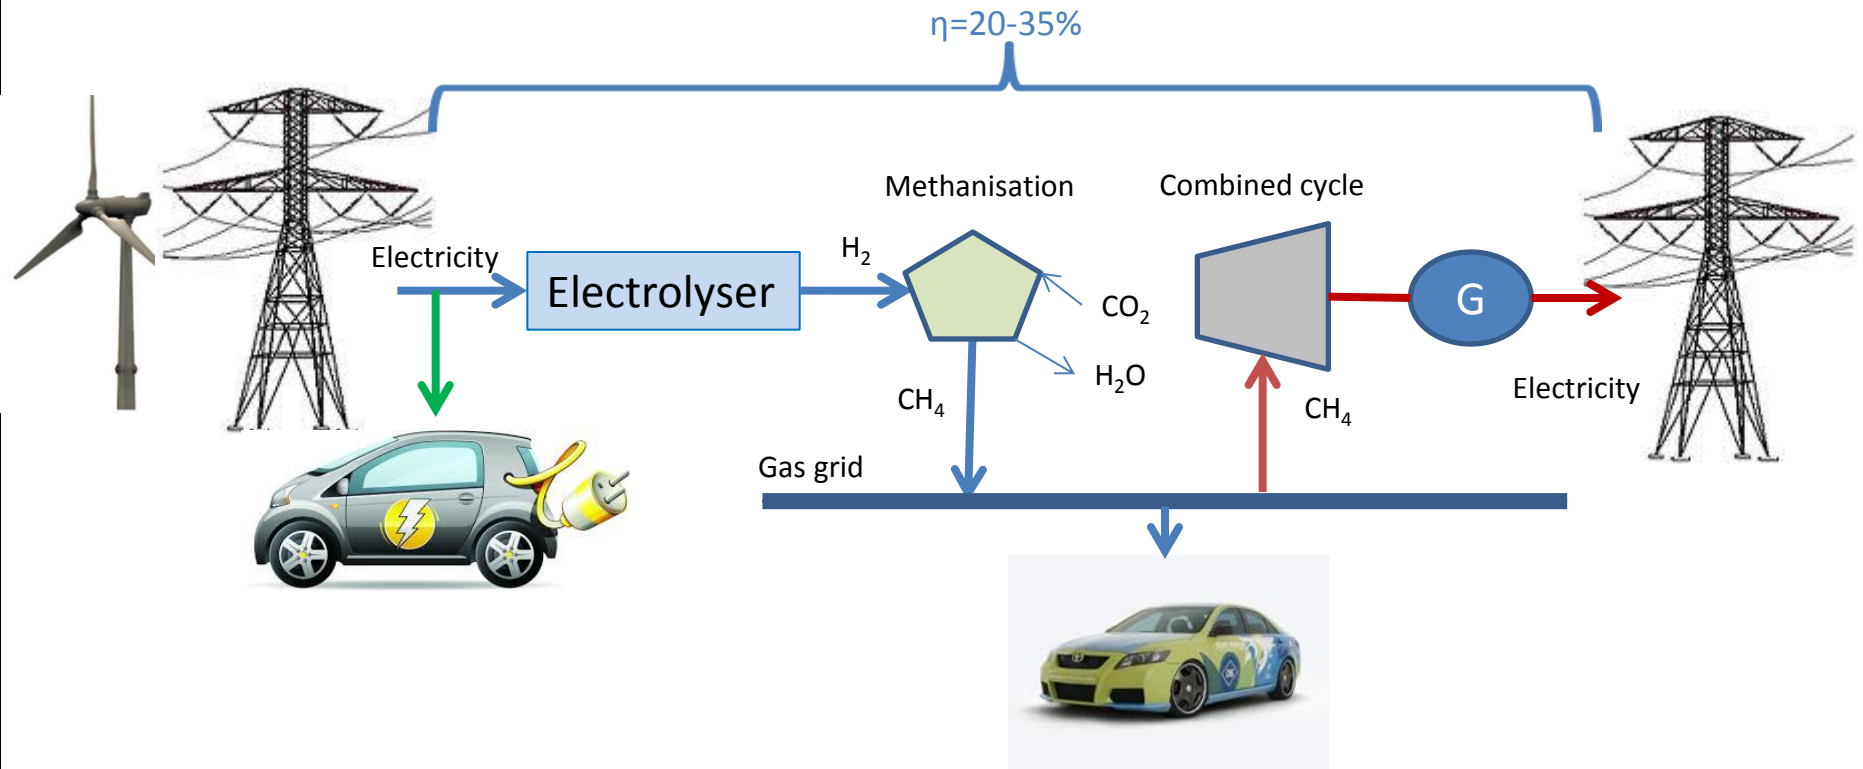 η=20-35%
Methanisation
Combined cycle
Electricity
Electrolyser
H₂
CO₂
H₂O
G
CH₄
CH₄
Electricity
Gas grid